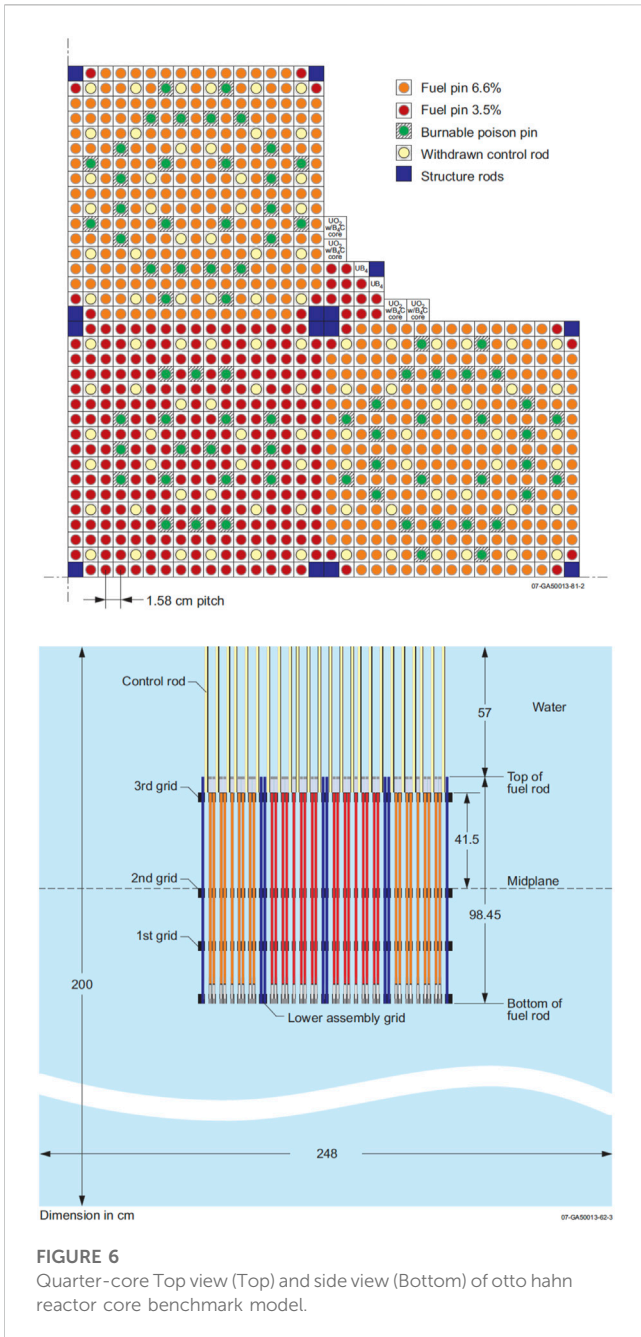 Fuel pin 6.6%
Fuel pin 3.5%
Burnable poison pin
Withdrawn control rod
Structure rods
UO₂
w/B₄C
core
UO₂
w/B₄C
core
UB₄
UB₄
UO₂
w/B₄C
core
UO₂
w/B₄C
core
07-GA50013-81-2
1.58 cm pitch
Control rod
57
Water
3rd grid
Top of
fuel rod
41.5
2nd grid
Midplane
98.45
1st grid
200
Lower assembly grid
Bottom of
fuel rod
248
Dimension in cm
07-GA50013-62-3
FIGURE 6
Quarter-core Top view (Top) and side view (Bottom) of otto hahn
reactor core benchmark model.